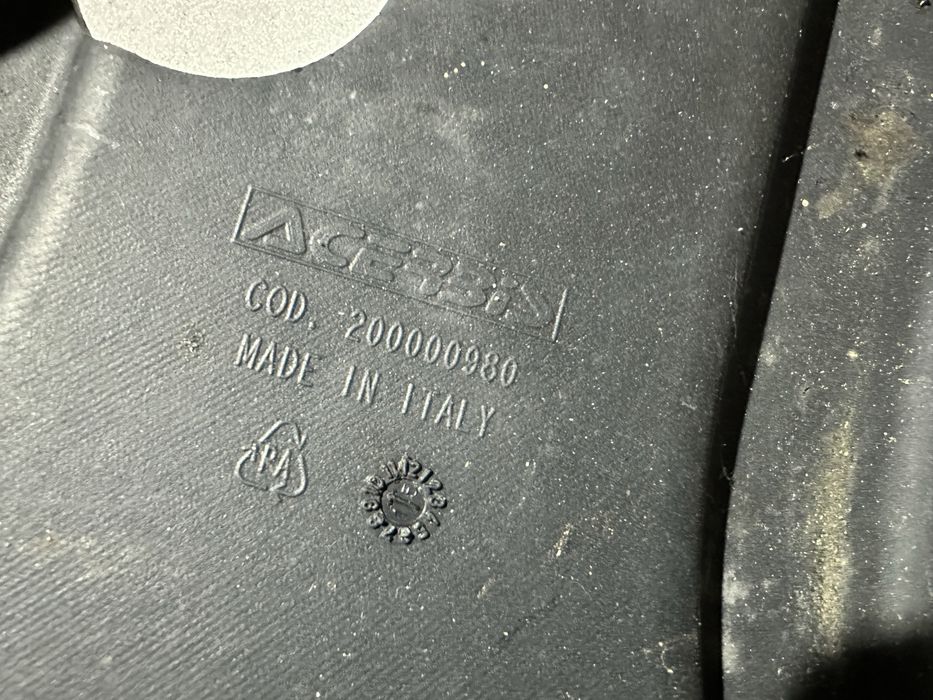 ACERBIS
COD. 200000980
MADE IN ITALY
PA